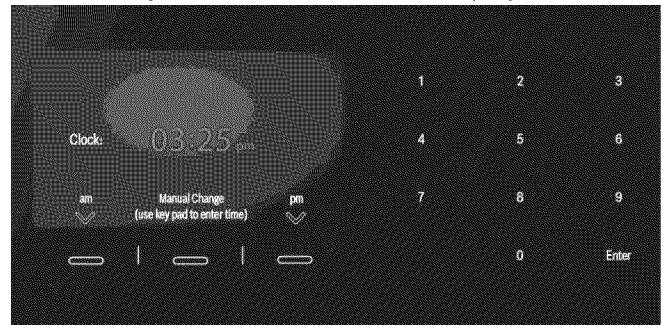 1 2 3
Clock: 03:25 pm 4 5 6
am Manual Change pm 7 8 9
(use key pad to enter time)
0 Enter